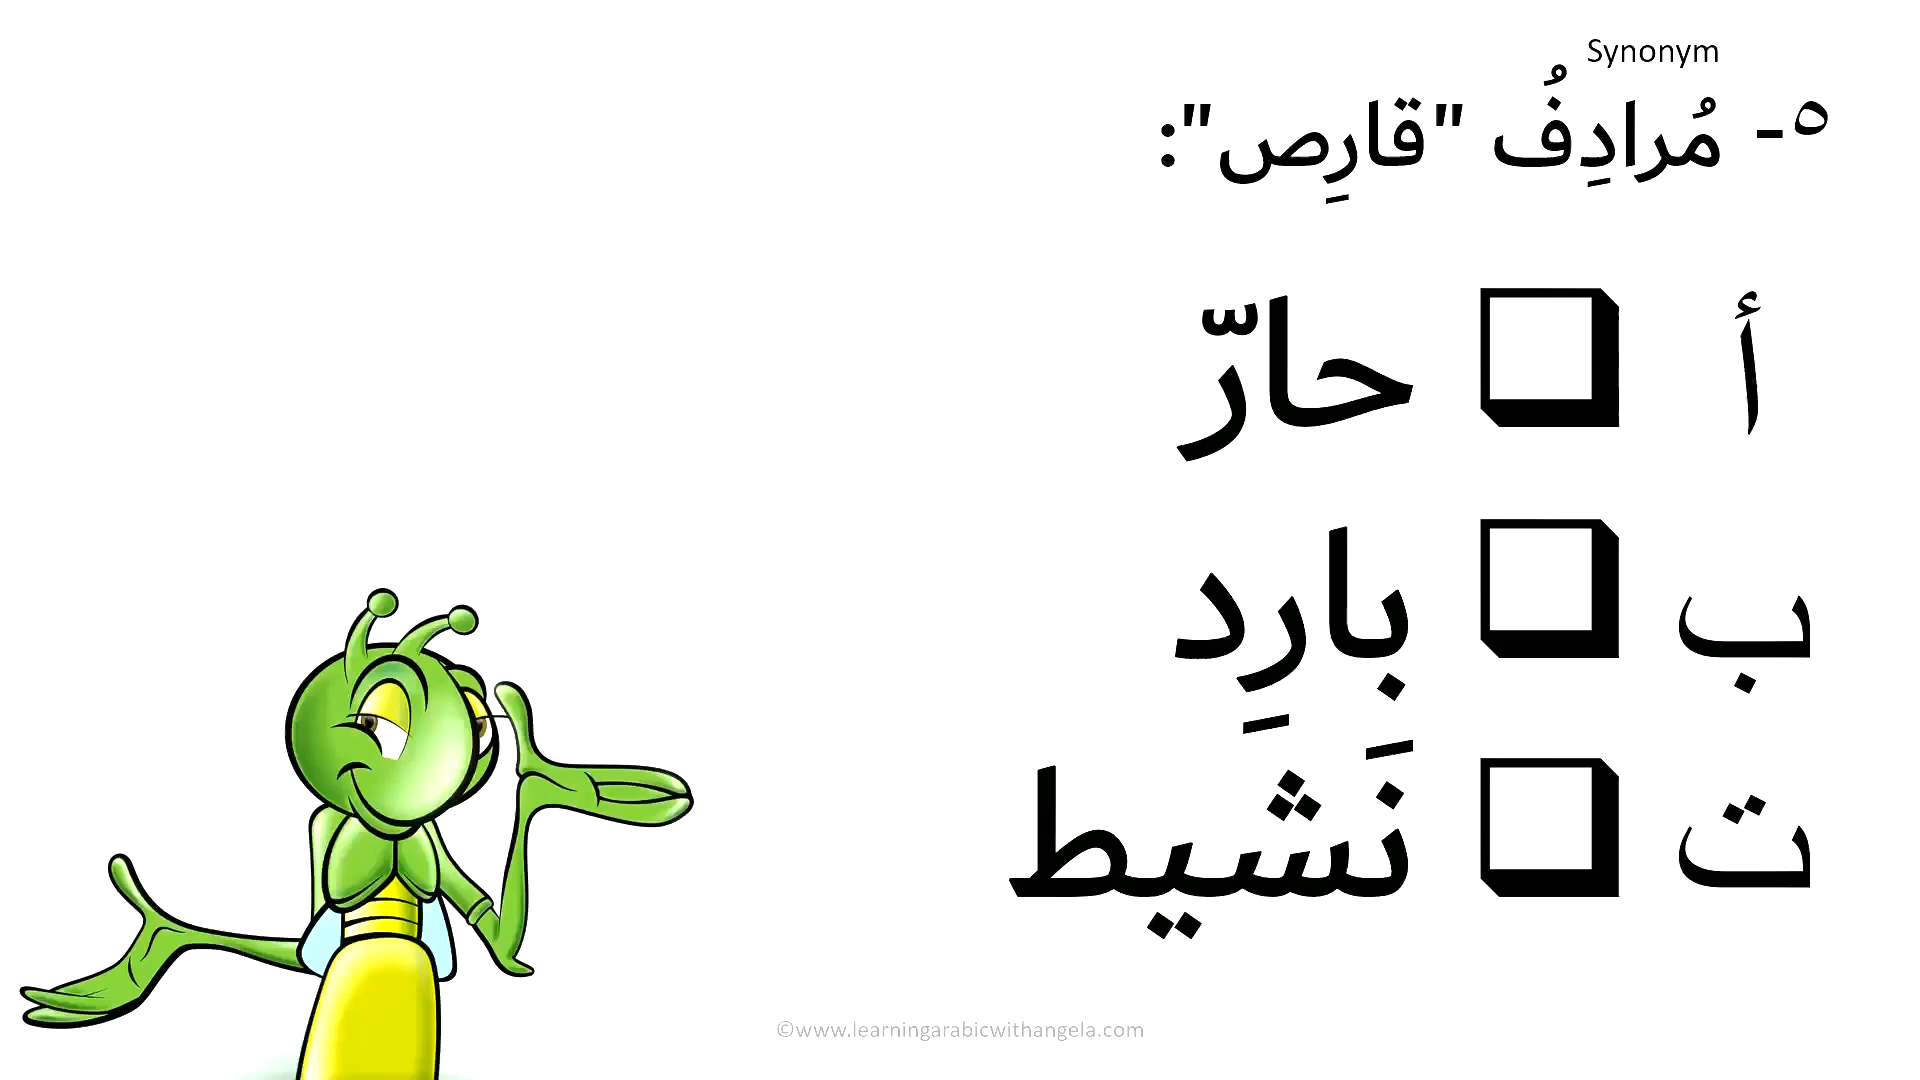 Synonym
٥- مُرادِفُ "قارِص":
أ ❑ حارّ
ب ❑ بارِد
ت ❑ نَشيط
©www.learningarabicwithangela.com